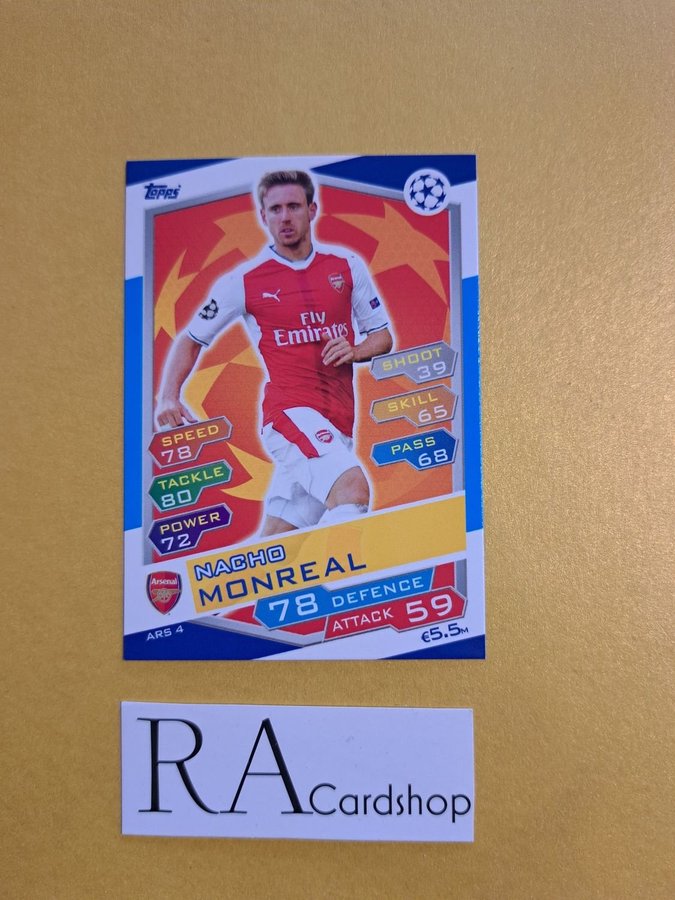 Topps
Fly
Emirates
SHOOT
39
SKILL
65
PASS
68
SPEED
78
TACKLE
80
POWER
72
NACHO
MONREAL
Arsenal
78 DEFENCE
ATTACK 59
ARS 4
€5.5M
RA Cardshop